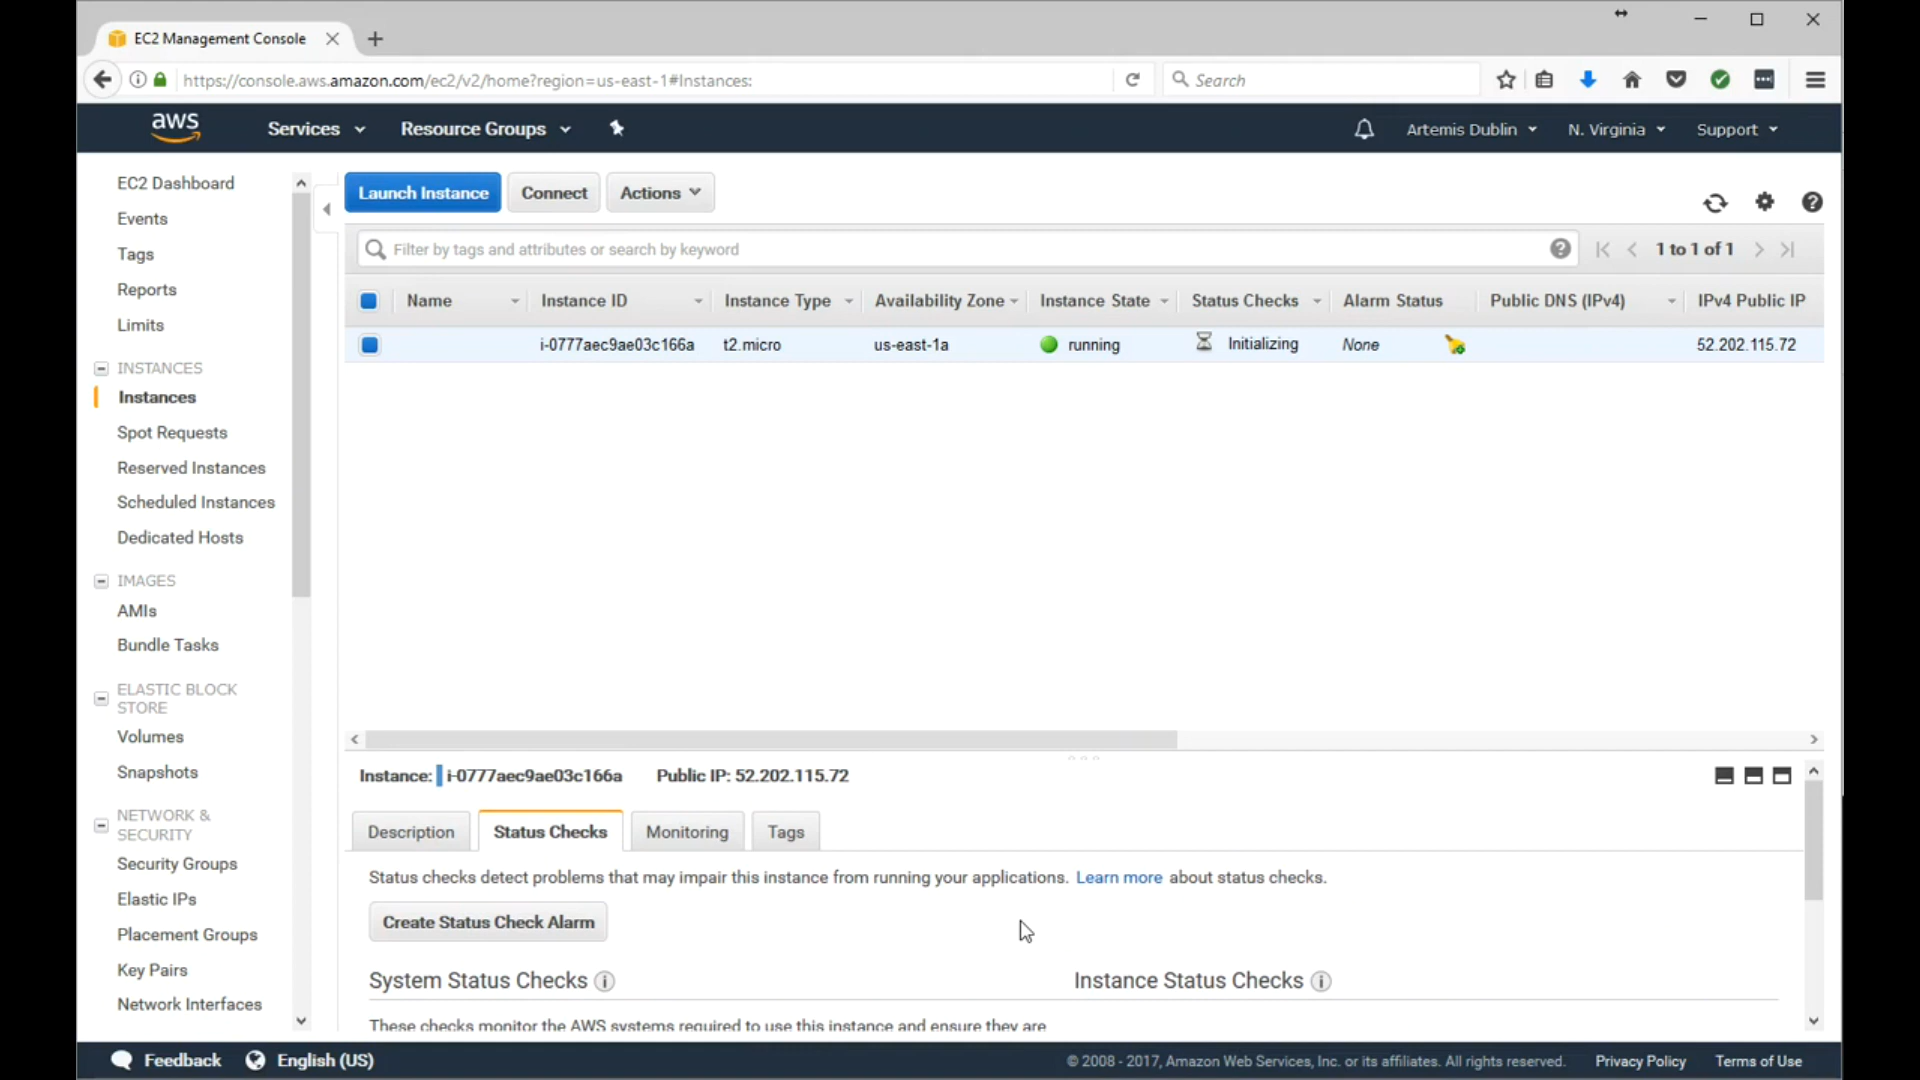 EC2 Management Console
https://console.aws.amazon.com/ec2/v2/home?region=us-east-1#Instances:
Search
aws
Services
Resource Groups
Artemis Dublin
N. Virginia
Support
EC2 Dashboard
Events
Tags
Reports
Limits
INSTANCES
Instances
Spot Requests
Reserved Instances
Scheduled Instances
Dedicated Hosts
IMAGES
AMIs
Bundle Tasks
ELASTIC BLOCK
STORE
Volumes
Snapshots
NETWORK &
SECURITY
Security Groups
Elastic IPs
Placement Groups
Key Pairs
Network Interfaces
Launch Instance
Connect
Actions
Filter by tags and attributes or search by keyword
1 to 1 of 1
Name Instance ID Instance Type Availability Zone Instance State Status Checks Alarm Status Public DNS (IPv4) IPv4 Public IP
i-0777aec9ae03c166a t2.micro us-east-1a running Initializing None 52.202.115.72
Instance: i-0777aec9ae03c166a Public IP: 52.202.115.72
Description
Status Checks
Monitoring
Tags
Status checks detect problems that may impair this instance from running your applications. Learn more about status checks.
Create Status Check Alarm
System Status Checks
Instance Status Checks
These checks monitor the AWS systems required to use this instance and ensure they are
Feedback
English (US)
© 2008 - 2017, Amazon Web Services, Inc. or its affiliates. All rights reserved.
Privacy Policy
Terms of Use